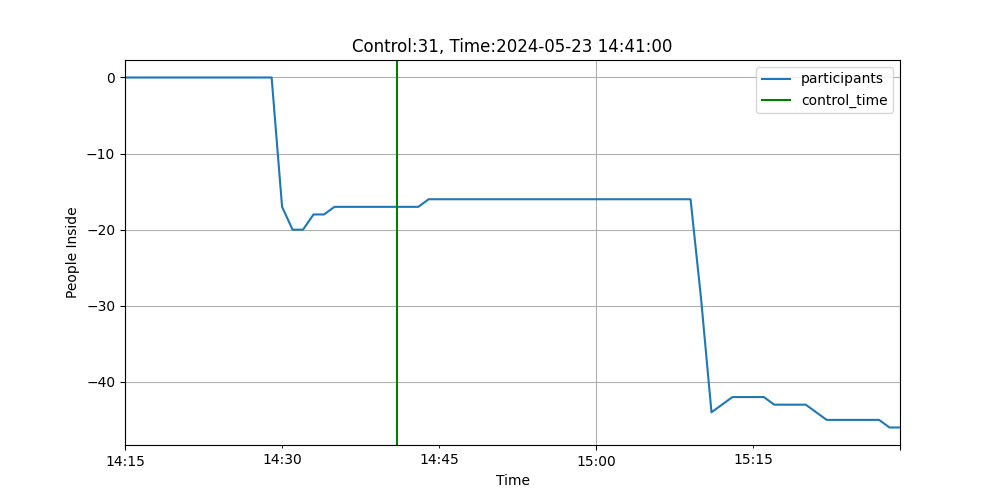 Control:31, Time:2024-05-23 14:41:00
participants
control_time
People Inside
0
−10
−20
−30
−40
14:15
14:30
14:45
15:00
15:15
Time